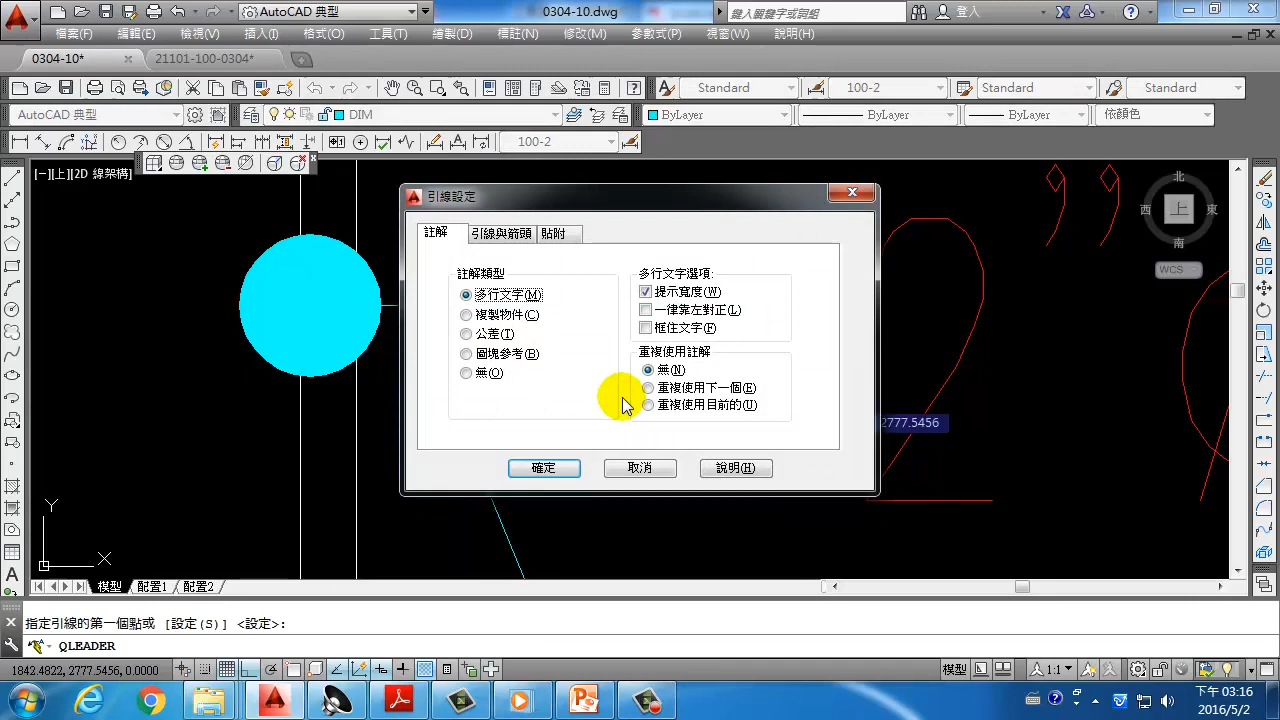 AutoCAD 典型
0304-10.dwg
鍵入關鍵字或詞組
登入
檔案(F) 編輯(E) 檢視(V) 插入(I) 格式(O) 工具(T) 繪製(D) 標註(N) 修改(M) 參數式(P) 視窗(W) 說明(H)
0304-10* 21101-100-0304*
Standard 100-2 Standard Standard
AutoCAD 典型 DIM ByLayer ByLayer ByLayer 依顏色
100-2
[一][上][2D 線架構]
北
西 上 東
南
WCS
引線設定
註解 引線與箭頭 貼附
註解類型
多行文字(M)
複製物件(C)
公差(T)
圖塊參考(B)
無(O)
多行文字選項:
提示寬度(W)
一律靠左對正(L)
框住文字(F)
重複使用註解
無(N)
重複使用下一個(E)
重複使用目前的(U)
確定 取消 說明(H)
2777.5456
Y
X
模型 配置1 配置2
指定引線的第一個點或 [設定(S)] <設定>:
QLEADER
1842.4822, 2777.5456, 0.0000
模型 1:1
下午 03:16
2016/5/2